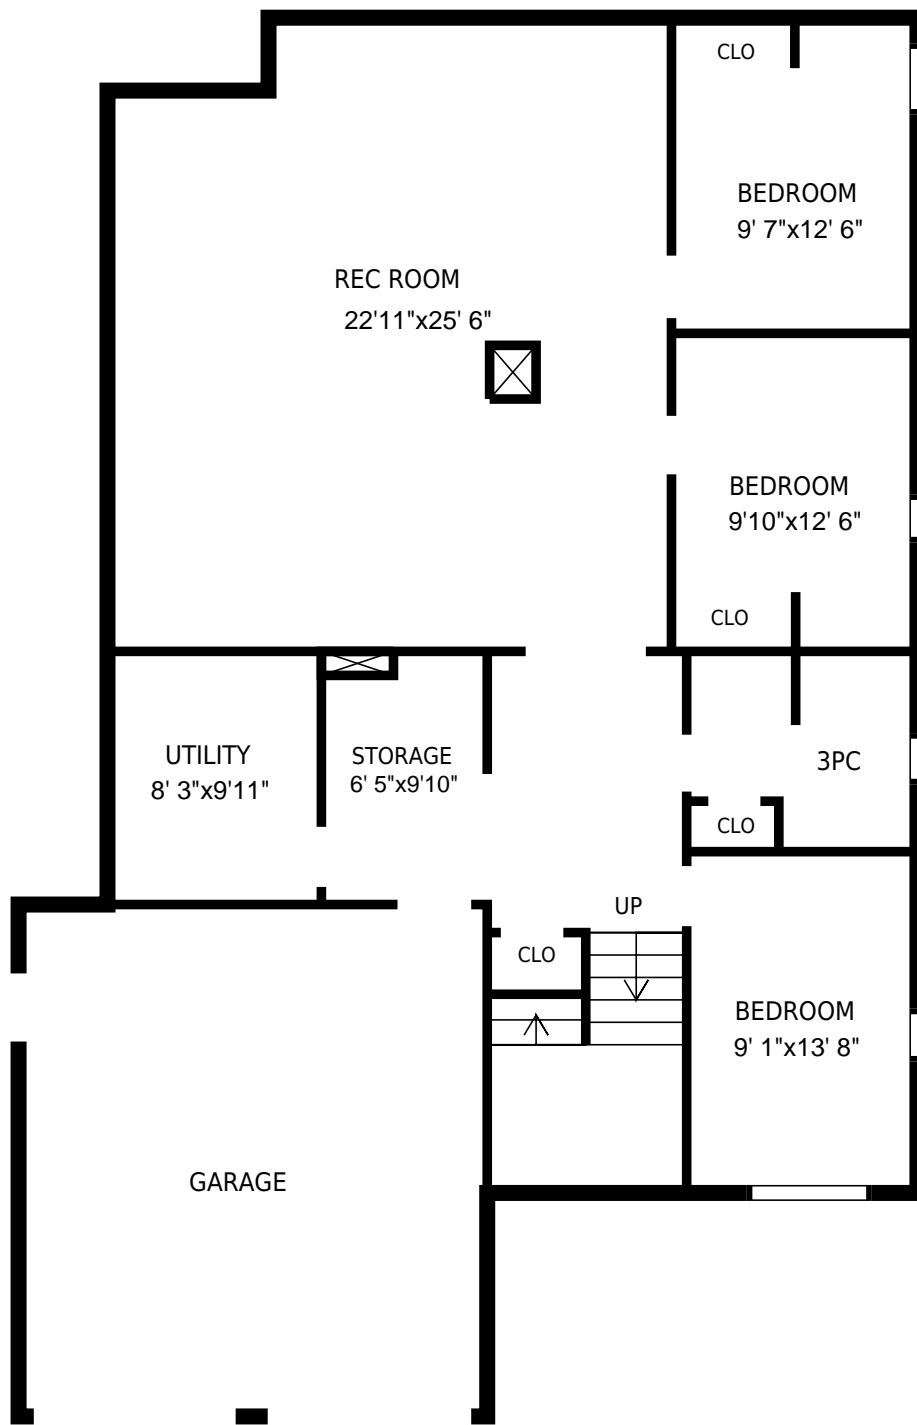 CLO
BEDROOM
9' 7"x12' 6"
REC ROOM
22'11"x25' 6"
BEDROOM
9'10"x12' 6"
CLO
UTILITY
8' 3"x9'11"
STORAGE
6' 5"x9'10"
3PC
CLO
UP
CLO
BEDROOM
9' 1"x13' 8"
GARAGE